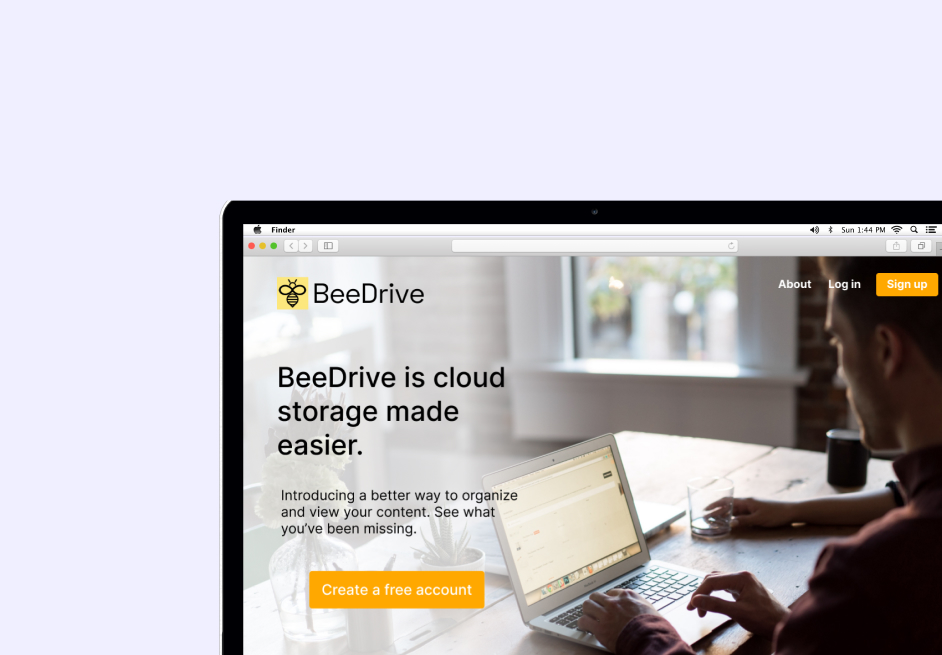 Finder
Sun 1:44 PM
BeeDrive
About Log in Sign up
BeeDrive is cloud
storage made
easier.
Introducing a better way to organize
and view your content. See what
you've been missing.
Create a free account